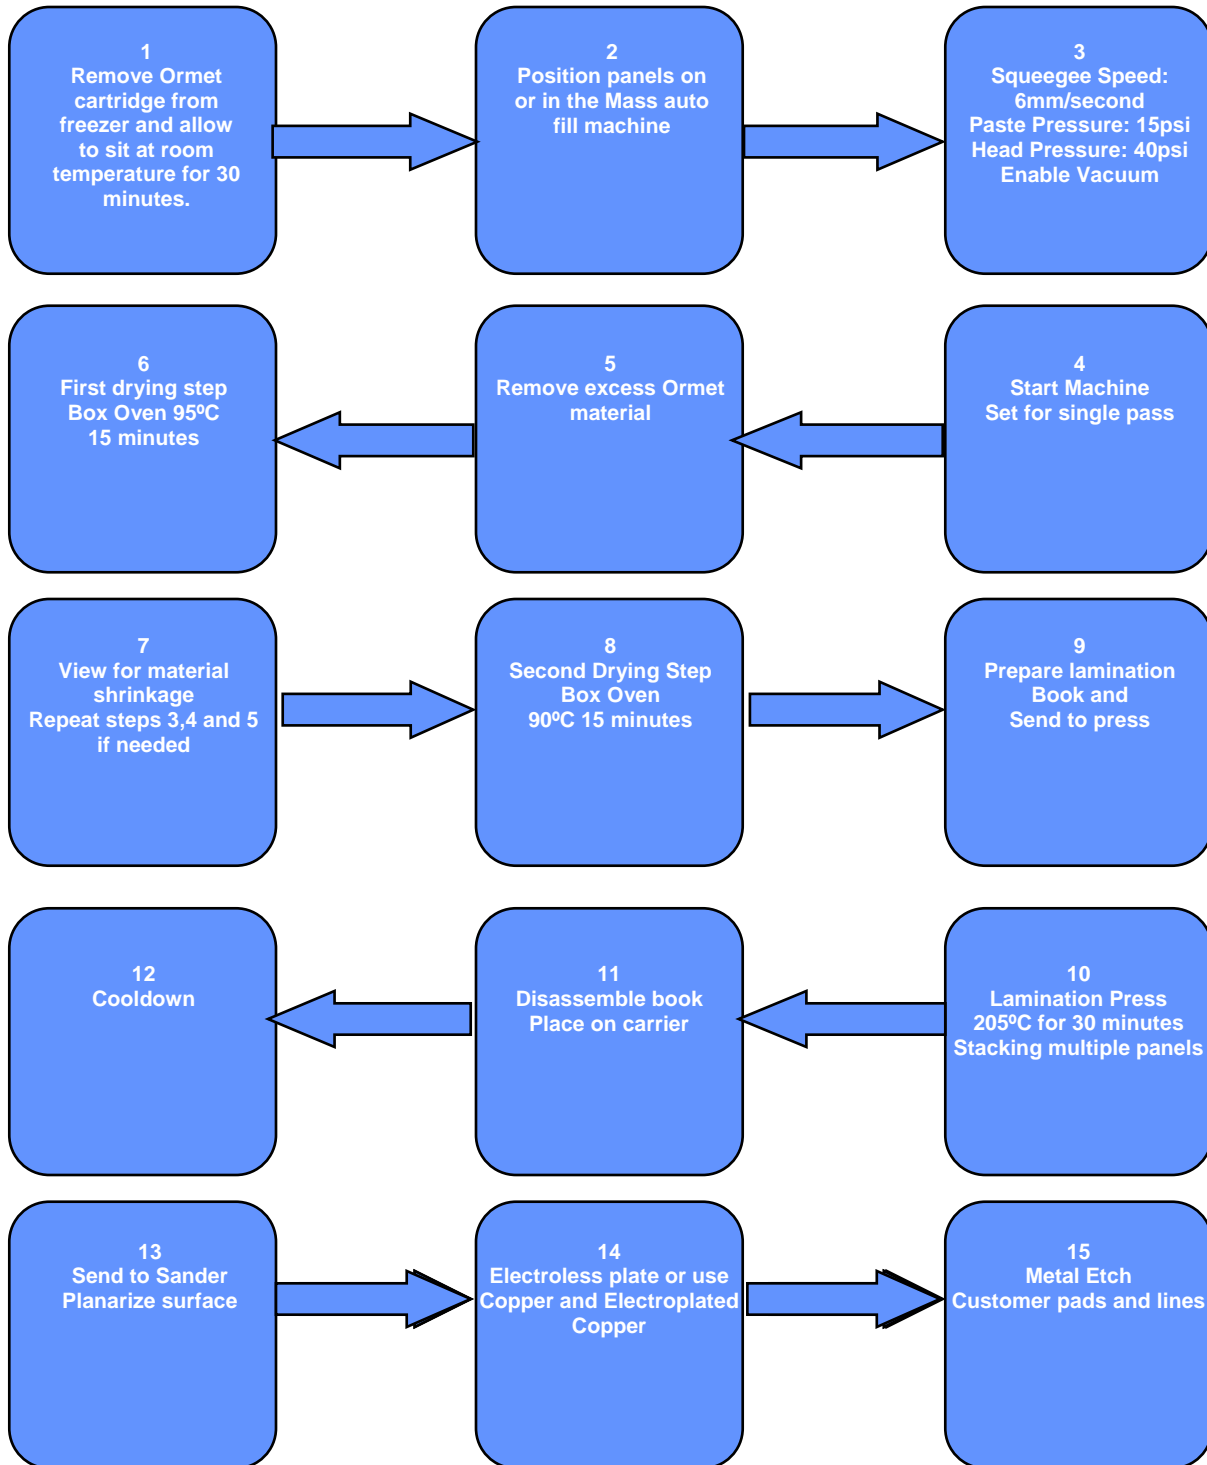 1
Remove Ormet
cartridge from
freezer and allow
to sit at room
temperature for 30
minutes.
2
Position panels on
or in the Mass auto
fill machine
3
Squeegee Speed:
6mm/second
Paste Pressure: 15psi
Head Pressure: 40psi
Enable Vacuum
6
First drying step
Box Oven 95ºC
15 minutes
5
Remove excess Ormet
material
4
Start Machine
Set for single pass
7
View for material
shrinkage
Repeat steps 3,4 and 5
if needed
8
Second Drying Step
Box Oven
90ºC 15 minutes
9
Prepare lamination
Book and
Send to press
12
Cooldown
11
Disassemble book
Place on carrier
10
Lamination Press
205ºC for 30 minutes
Stacking multiple panels
13
Send to Sander
Planarize surface
14
Electroless plate or use
Copper and Electroplated
Copper
15
Metal Etch
Customer pads and lines